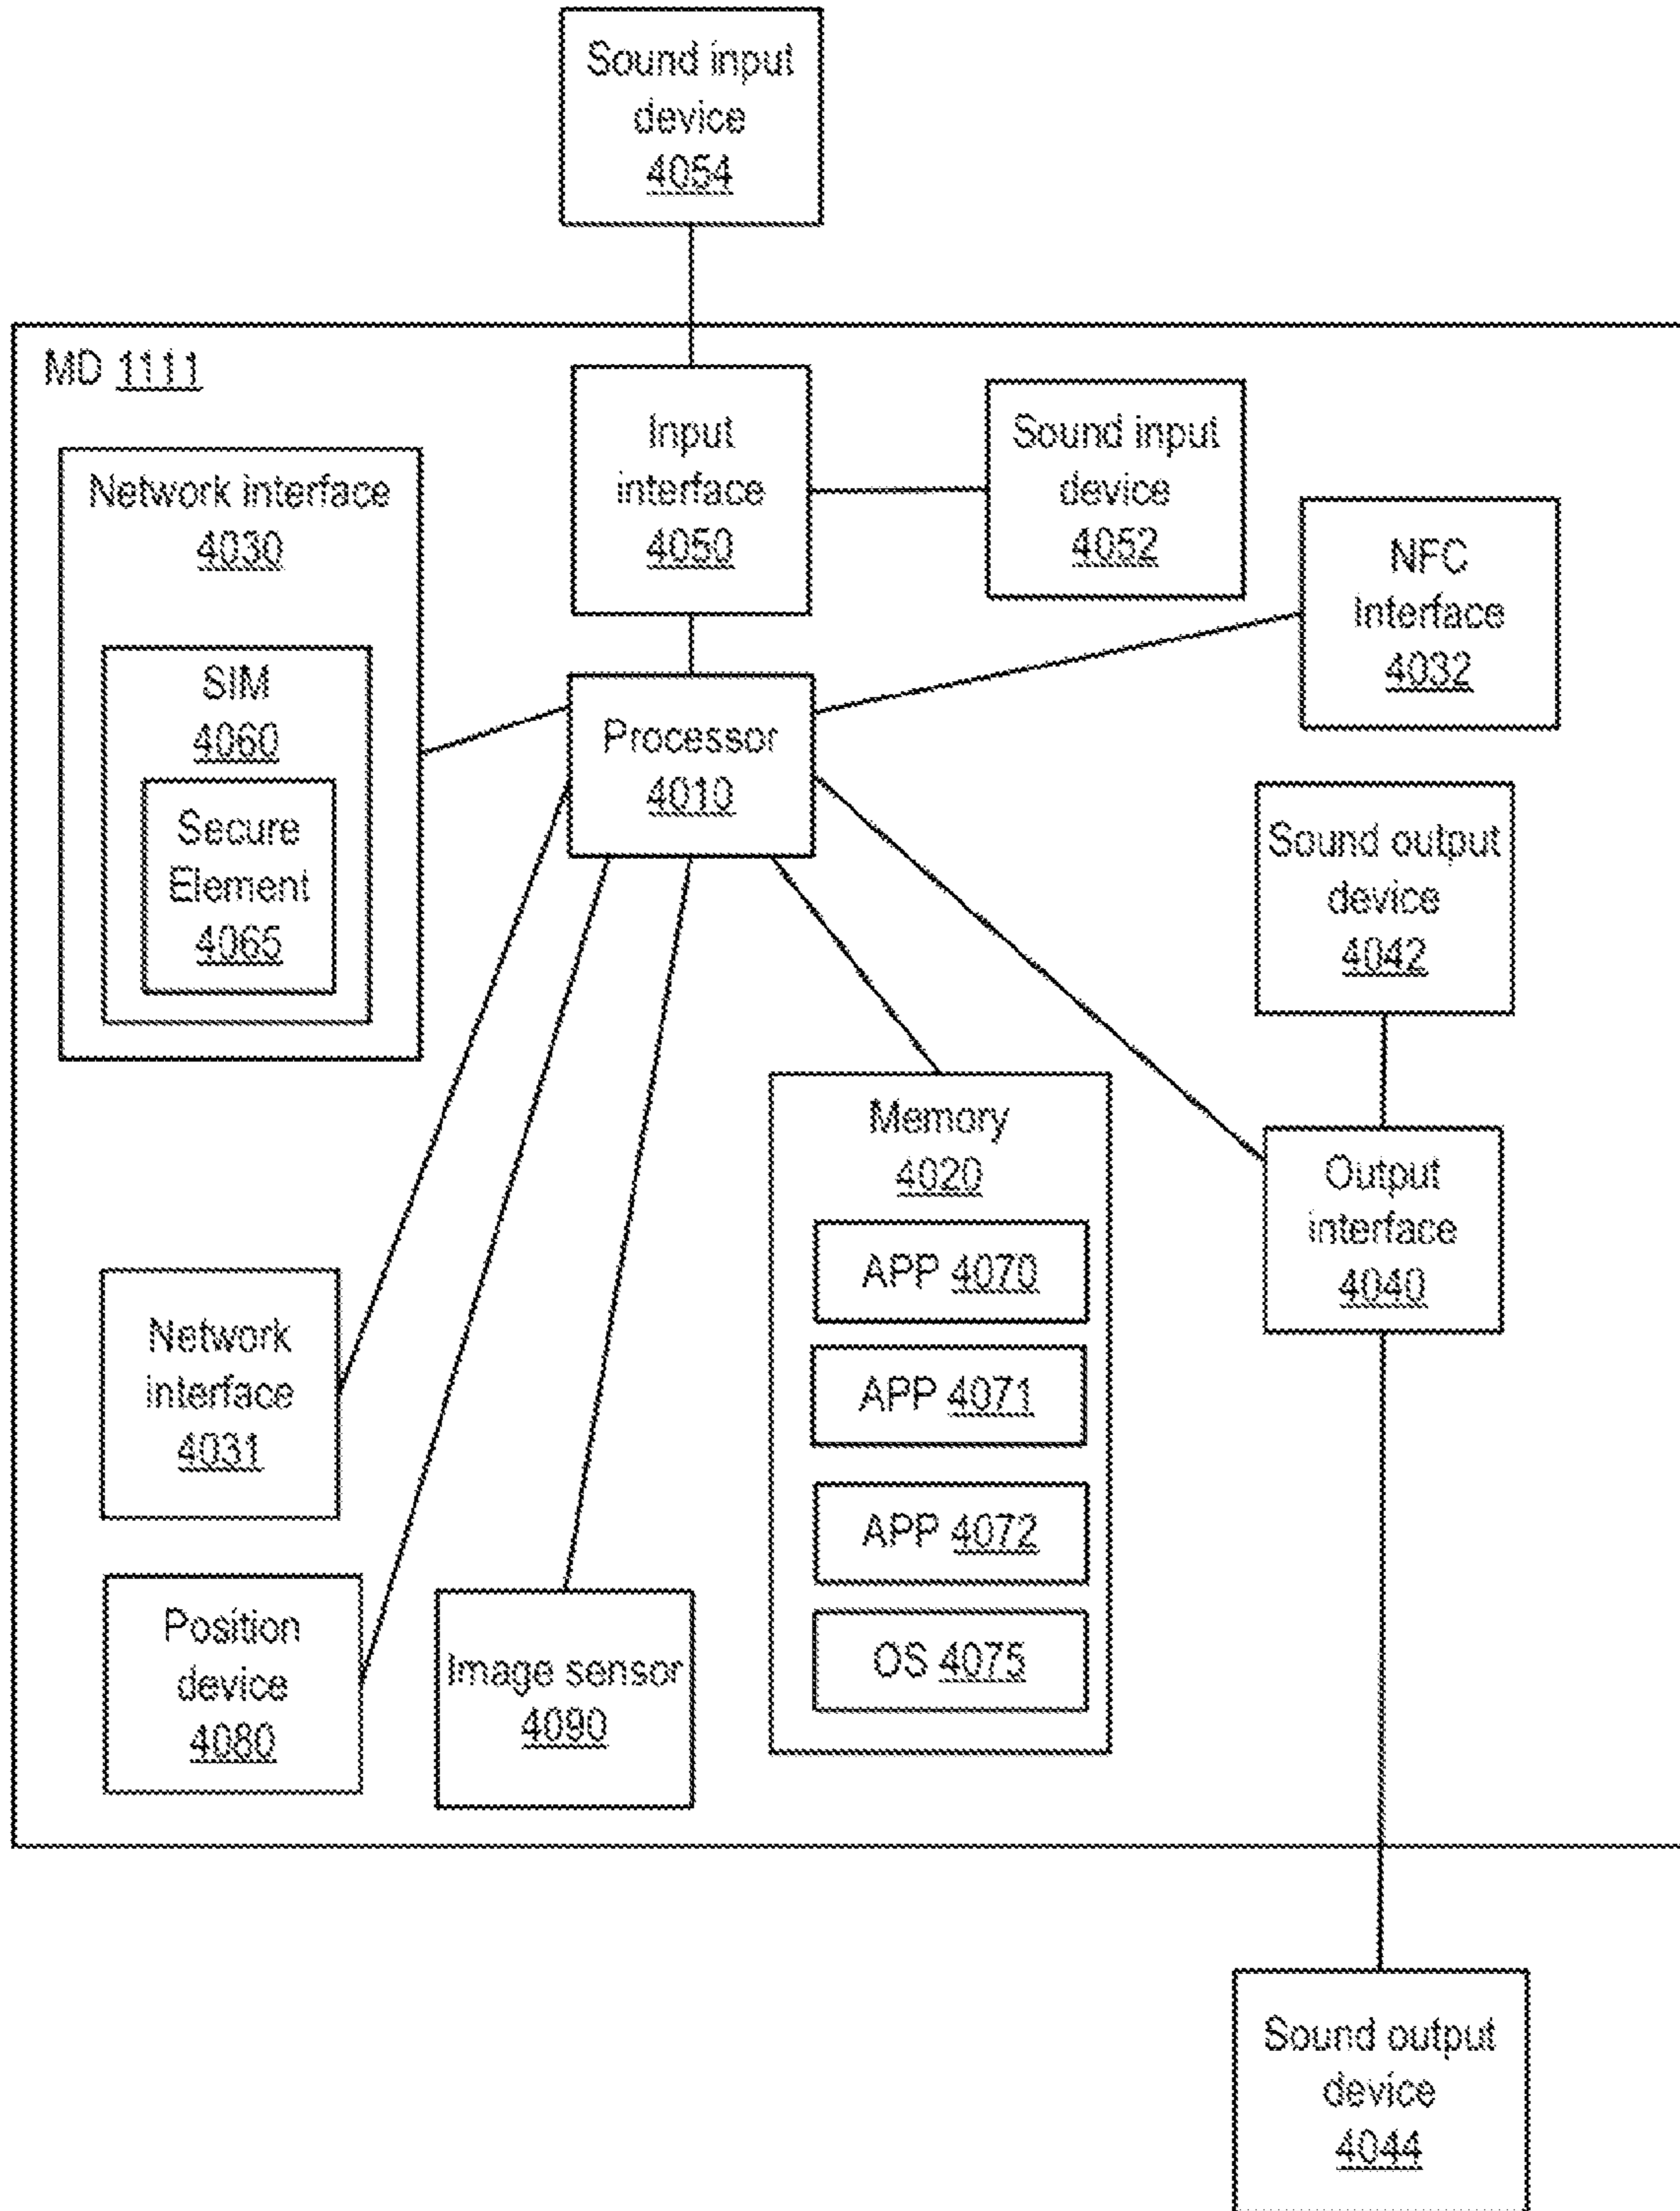 Sound input
device
4054
MD 1111
Network interface
4030
SIM
4060
Secure
Element
4065
Input
interface
4050
Sound input
device
4052
NFC
Interface
4032
Processor
4010
Sound output
device
4042
Memory
4020
APP 4070
APP 4071
APP 4072
OS 4075
Output
interface
4040
Network
interface
4031
Position
device
4080
Image sensor
4090
Sound output
device
4044